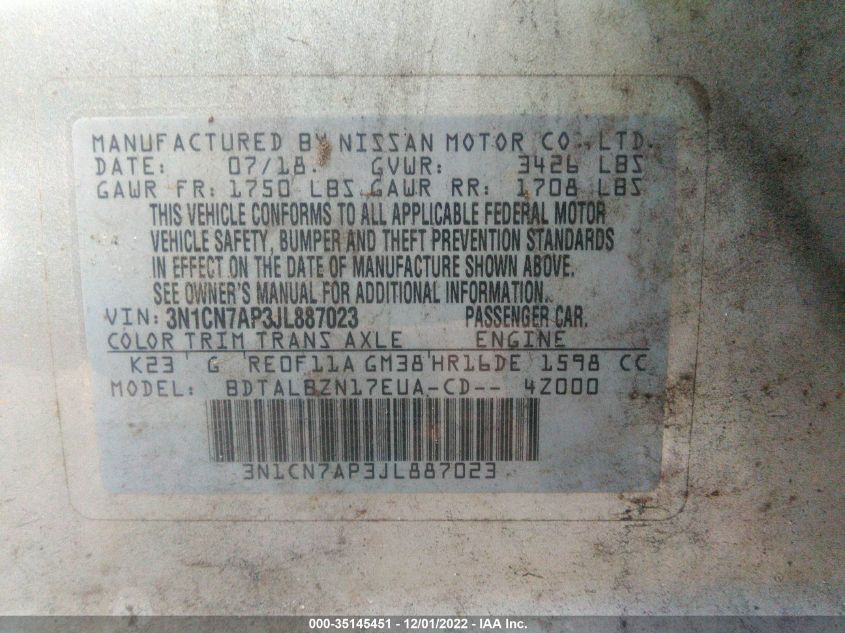 MANUFACTURED BY NISSAN MOTOR CO., LTD.
DATE: 07/18. GVWR: 3426 LBS
GAWR FR: 1750 LBS.GAWR RR: 1708 LBS
THIS VEHICLE CONFORMS TO ALL APPLICABLE FEDERAL MOTOR
VEHICLE SAFETY, BUMPER AND THEFT PREVENTION STANDARDS
IN EFFECT ON THE DATE OF MANUFACTURE SHOWN ABOVE.
SEE OWNER'S MANUAL FOR ADDITIONAL INFORMATION.
VIN: 3N1CN7AP3JL887023 PASSENGER CAR.
COLOR TRIM TRANS AXLE ENGINE
K23 G RE0F11A GM38 HR16DE 1598 CC
MODEL: BDTALBZN17EUA-CD-- 4Z000
3N1CN7AP3JL887023
000-35145451 - 12/01/2022 - IAA Inc.